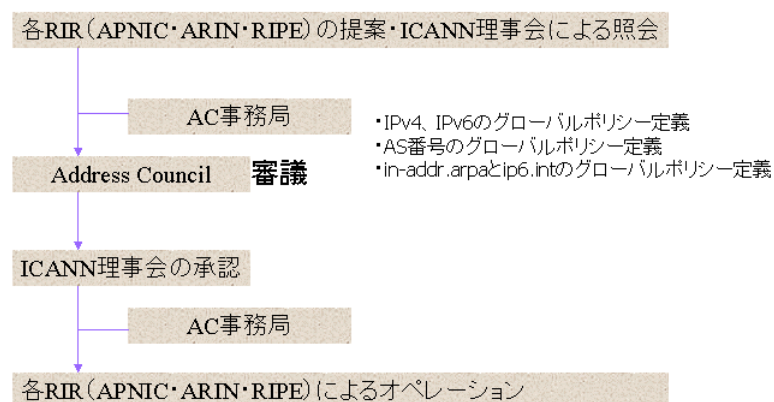 各RIR（APNIC・ARIN・RIPE）の提案・ICANN理事会による照会
AC事務局
・IPv4、IPv6のグローバルポリシー定義
・AS番号のグローバルポリシー定義
・in-addr.arpaとip6.intのグローバルポリシー定義
Address Council 審議
ICANN理事会の承認
AC事務局
各RIR（APNIC・ARIN・RIPE）によるオペレーション